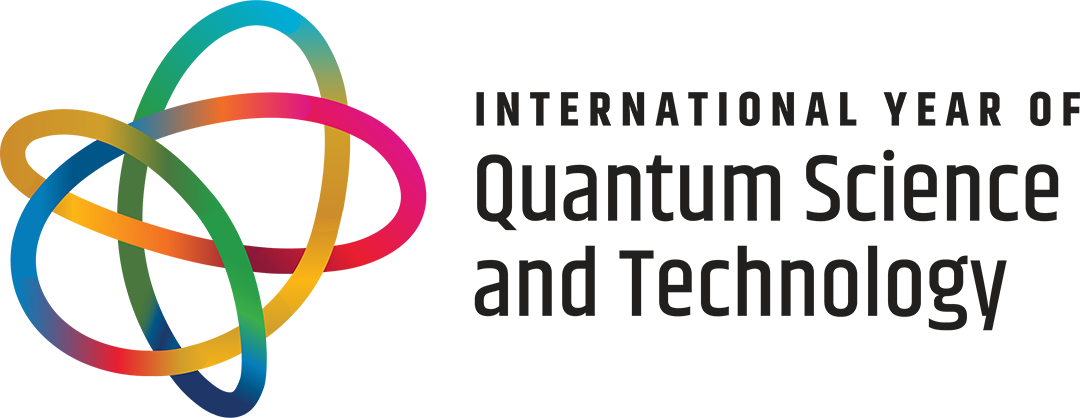 INTERNATIONAL YEAR OF
Quantum Science
and Technology